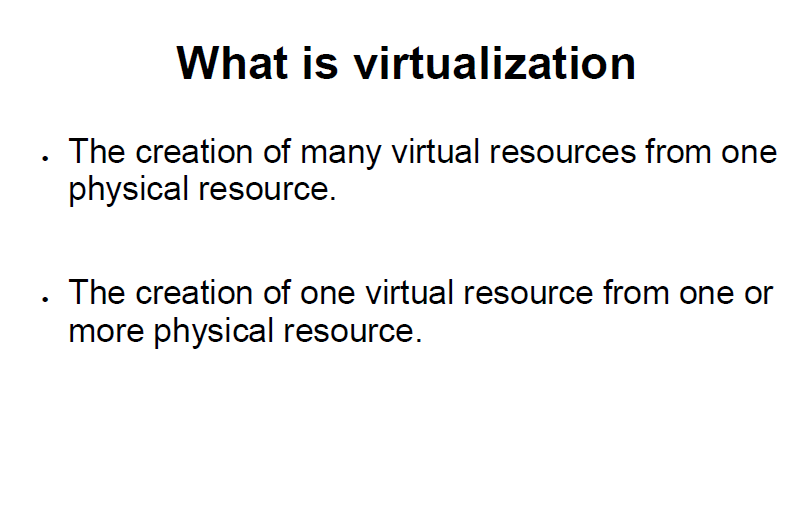 What is virtualization
• The creation of many virtual resources from one
physical resource.
• The creation of one virtual resource from one or
more physical resource.